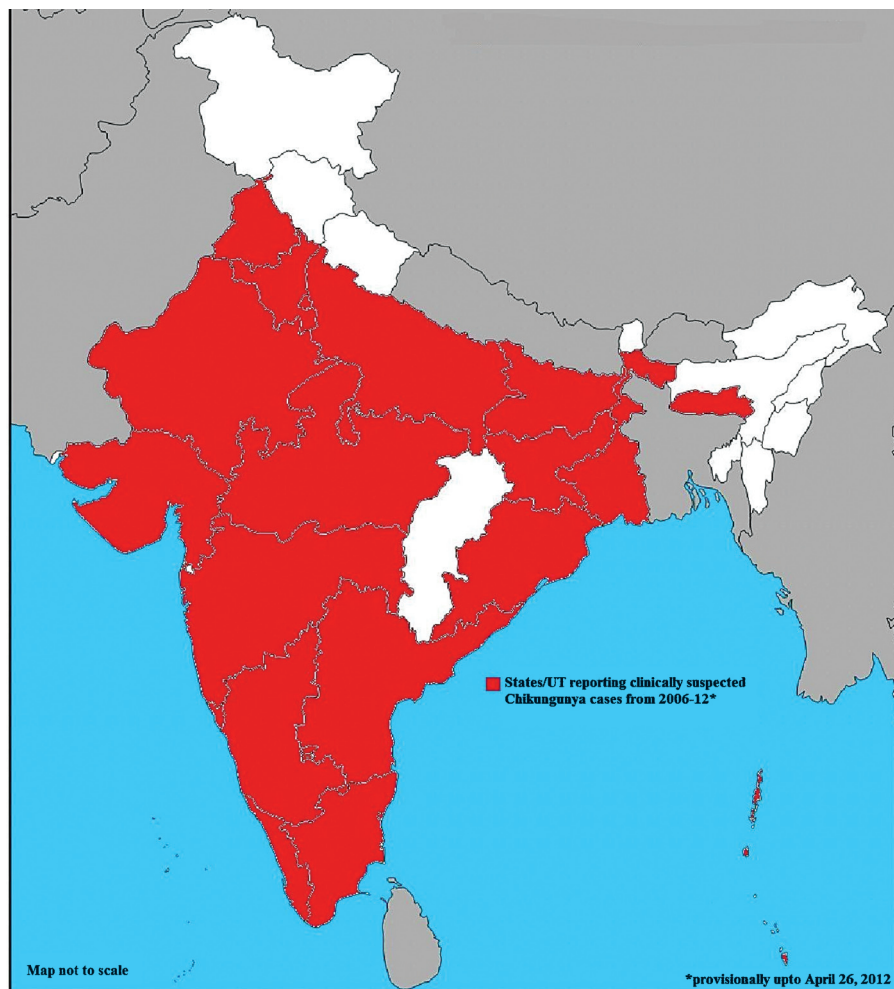 States/UT reporting clinically suspected
Chikungunya cases from 2006-12*
Map not to scale
*provisionally upto April 26, 2012